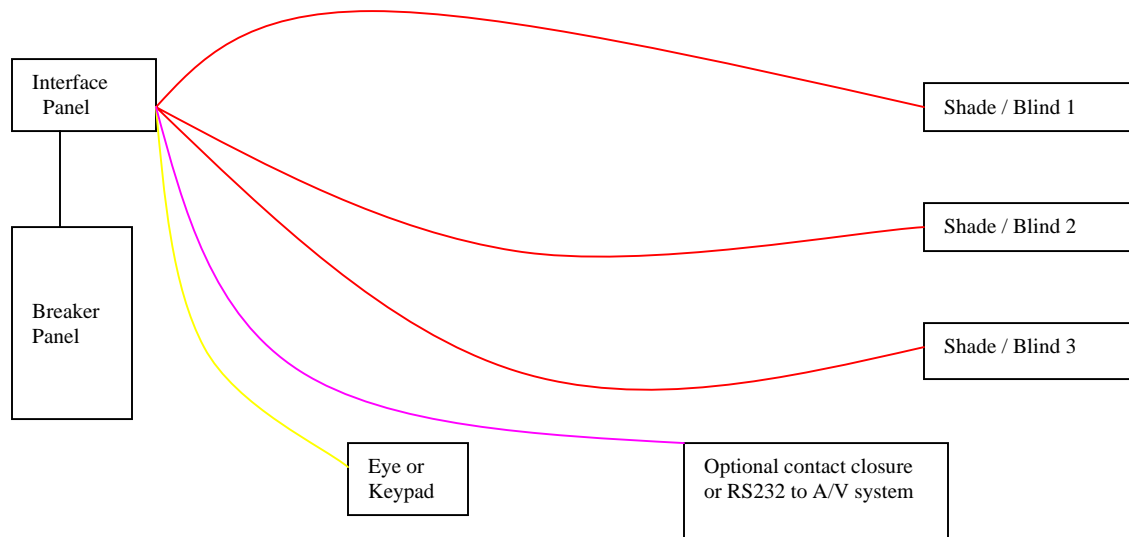 Interface
Panel
Shade / Blind 1
Shade / Blind 2
Breaker
Panel
Shade / Blind 3
Eye or
Keypad
Optional contact closure
or RS232 to A/V system